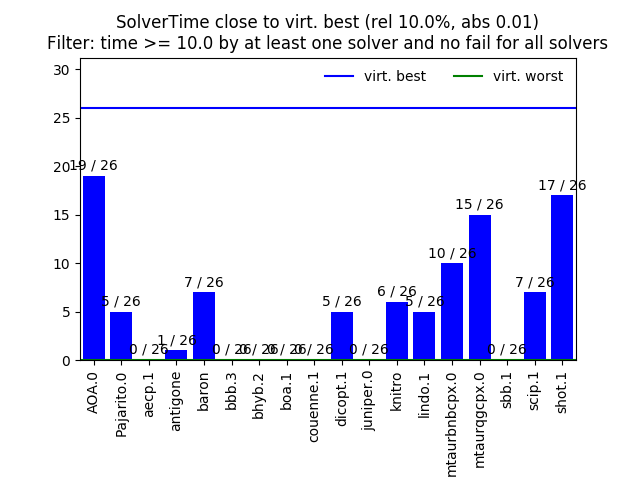 SolverTime close to virt. best (rel 10.0%, abs 0.01)
Filter: time >= 10.0 by at least one solver and no fail for all solvers
virt. best
virt. worst
30
25
20
15
10
5
0
19 / 26
5 / 26
0 / 26
1 / 26
7 / 26
0 / 26
0 / 26
0 / 26
0 / 26
5 / 26
0 / 26
6 / 26
5 / 26
10 / 26
15 / 26
0 / 26
7 / 26
17 / 26
AOA.0
Pajarito.0
aecp.1
antigone
baron
bbb.3
bhyb.2
boa.1
couenne.1
dicopt.1
juniper.0
knitro
lindo.1
mtaurbnbcpx.0
mtaurqgcpx.0
sbb.1
scip.1
shot.1